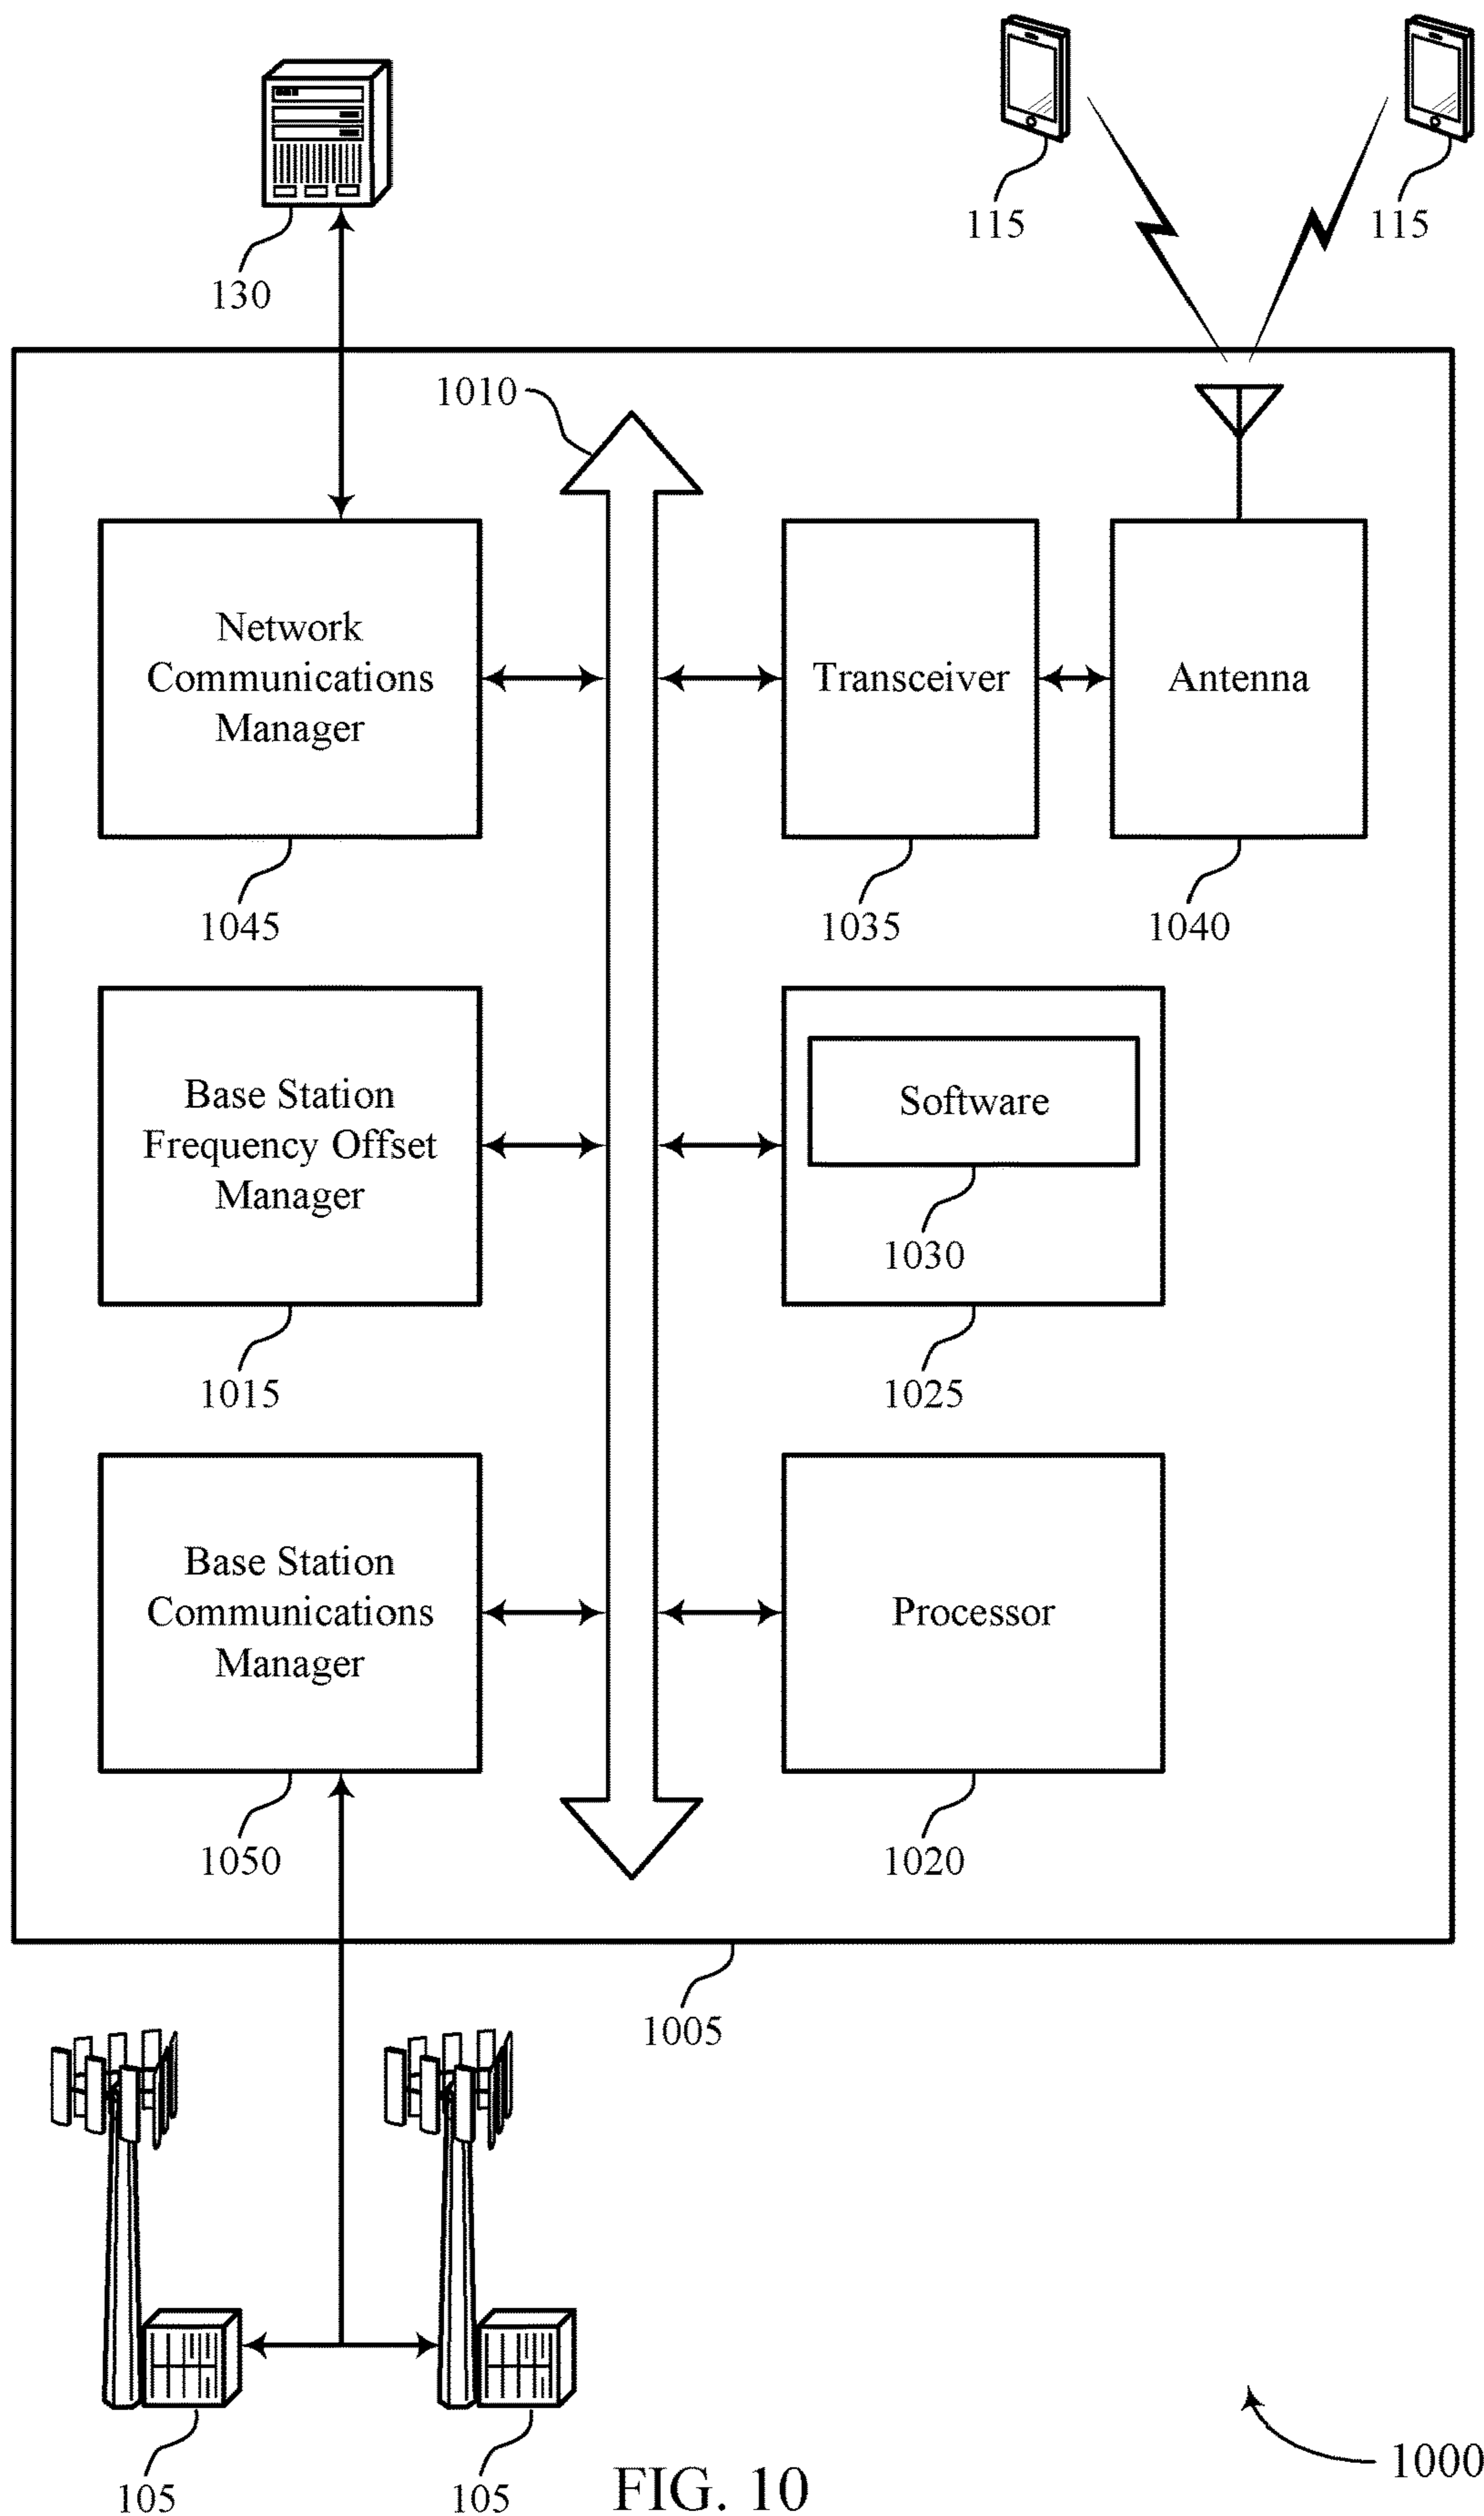 115
115
130
1010
Network
Communications
Manager
Transceiver
Antenna
1045
1035
1040
Base Station
Frequency Offset
Manager
Software
1030
1015
1025
Base Station
Communications
Manager
Processor
1050
1020
1005
105
105
FIG. 10
1000